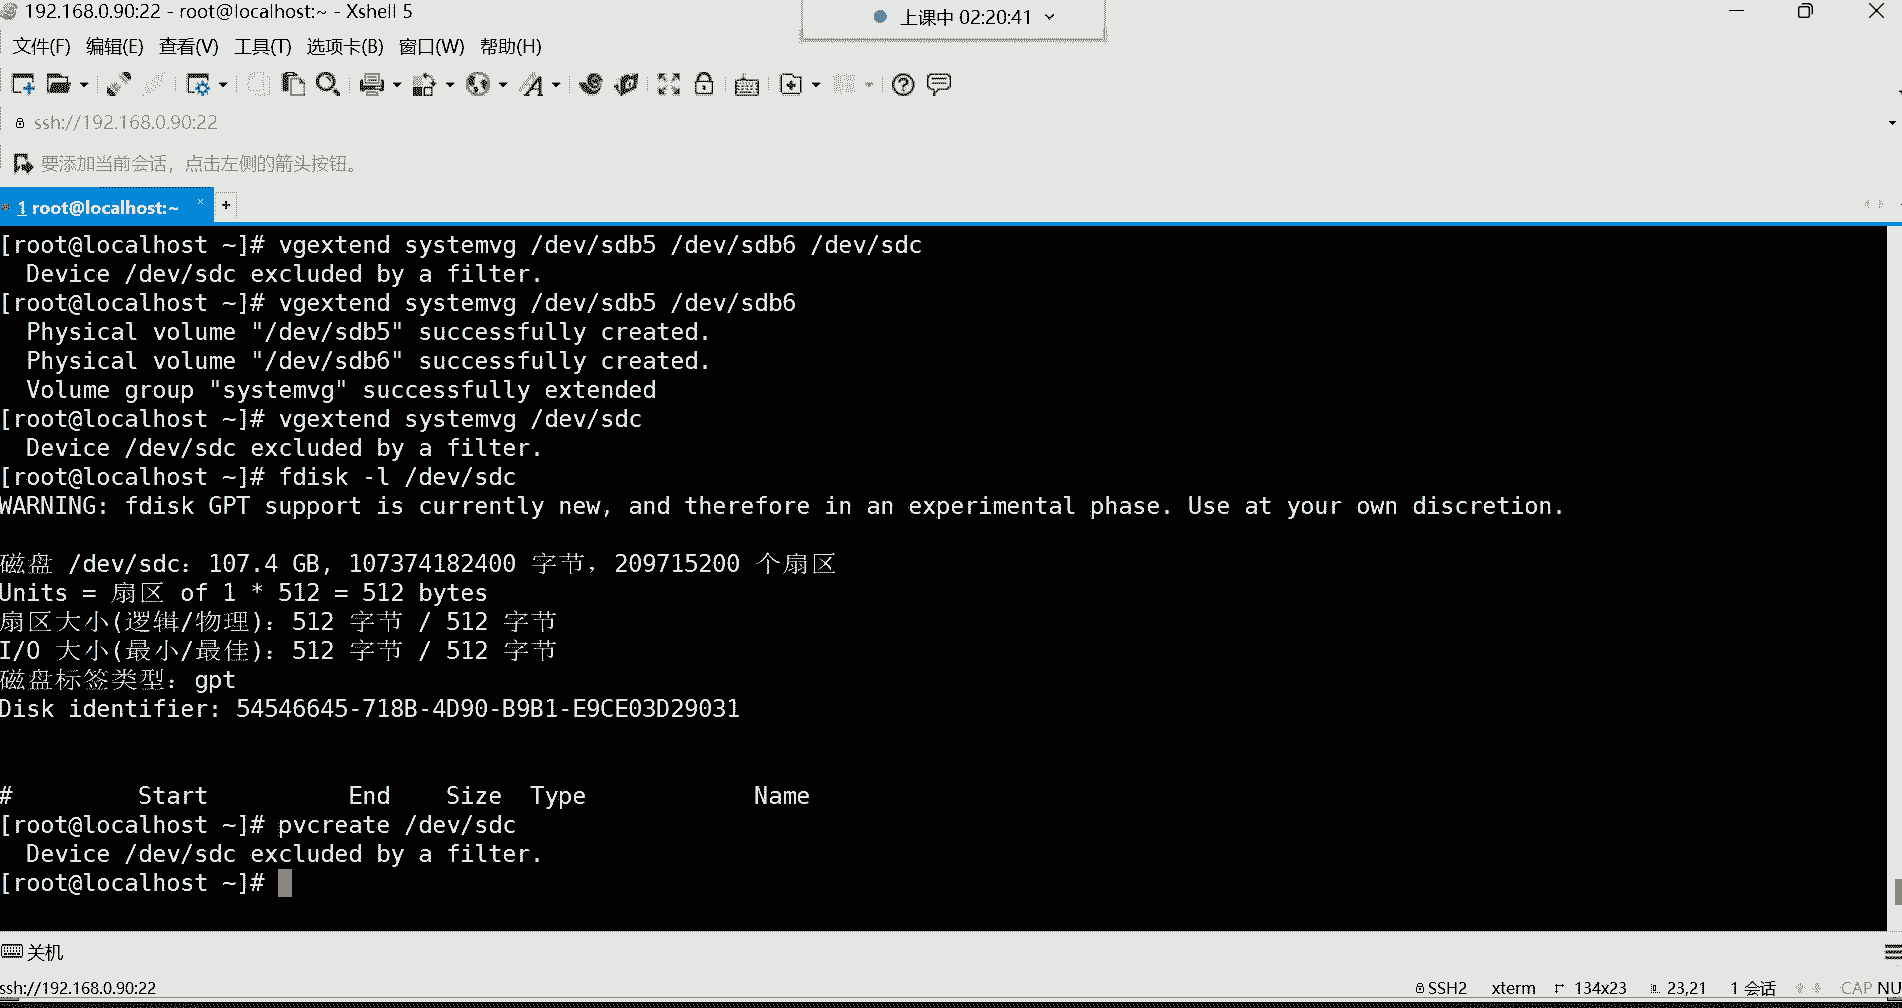 192.168.0.90:22 - root@localhost:~ - Xshell 5
上课中 02:20:41
文件(F) 编辑(E) 查看(V) 工具(T) 选项卡(B) 窗口(W) 帮助(H)
ssh://192.168.0.90:22
要添加当前会话，点击左侧的箭头按钮。
1 root@localhost:~ × +
[root@localhost ~]# vgextend systemvg /dev/sdb5 /dev/sdb6 /dev/sdc
  Device /dev/sdc excluded by a filter.
[root@localhost ~]# vgextend systemvg /dev/sdb5 /dev/sdb6
  Physical volume "/dev/sdb5" successfully created.
  Physical volume "/dev/sdb6" successfully created.
  Volume group "systemvg" successfully extended
[root@localhost ~]# vgextend systemvg /dev/sdc
  Device /dev/sdc excluded by a filter.
[root@localhost ~]# fdisk -l /dev/sdc
WARNING: fdisk GPT support is currently new, and therefore in an experimental phase. Use at your own discretion.
磁盘 /dev/sdc：107.4 GB, 107374182400 字节，209715200 个扇区
Units = 扇区 of 1 * 512 = 512 bytes
扇区大小(逻辑/物理)：512 字节 / 512 字节
I/O 大小(最小/最佳)：512 字节 / 512 字节
磁盘标签类型：gpt
Disk identifier: 54546645-718B-4D90-B9B1-E9CE03D29031
#         Start          End    Size  Type            Name
[root@localhost ~]# pvcreate /dev/sdc
  Device /dev/sdc excluded by a filter.
[root@localhost ~]#
关机
ssh://192.168.0.90:22 SSH2 xterm 134x23 23,21 1 会话 CAP NU